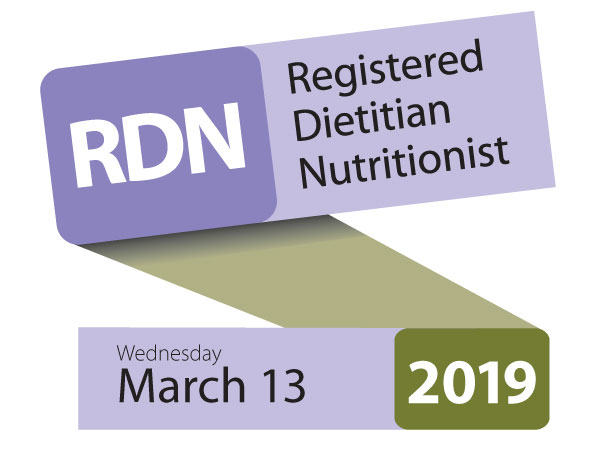 RDN
Registered
Dietitian
Nutritionist
Wednesday
March 13
2019